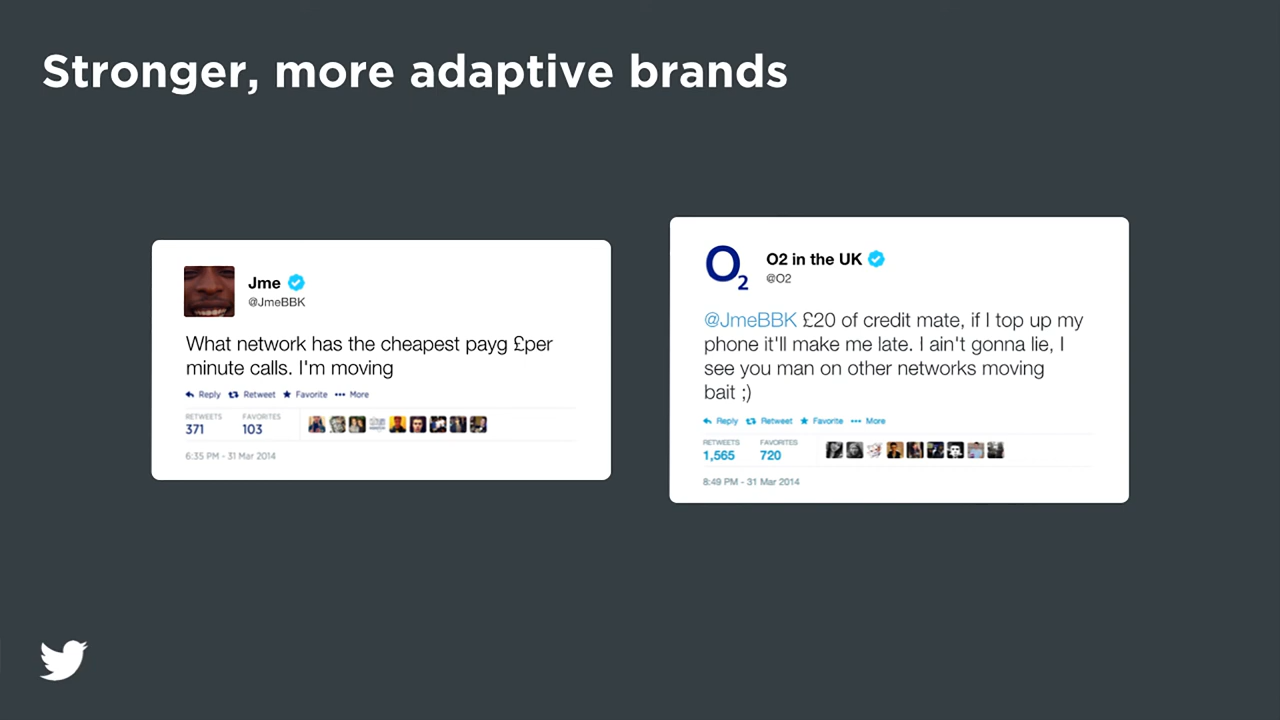 Stronger, more adaptive brands
Jme
@JmeBBK
What network has the cheapest payg £per
minute calls. I'm moving
Reply Retweet Favorite More
RETWEETS FAVORITES
371 103
6:35 PM - 31 Mar 2014
O2
O2 in the UK
@O2
@JmeBBK £20 of credit mate, if I top up my
phone it'll make me late. I ain't gonna lie, I
see you man on other networks moving
bait ;)
Reply Retweet Favorite More
RETWEETS FAVORITES
1,565 720
8:49 PM - 31 Mar 2014